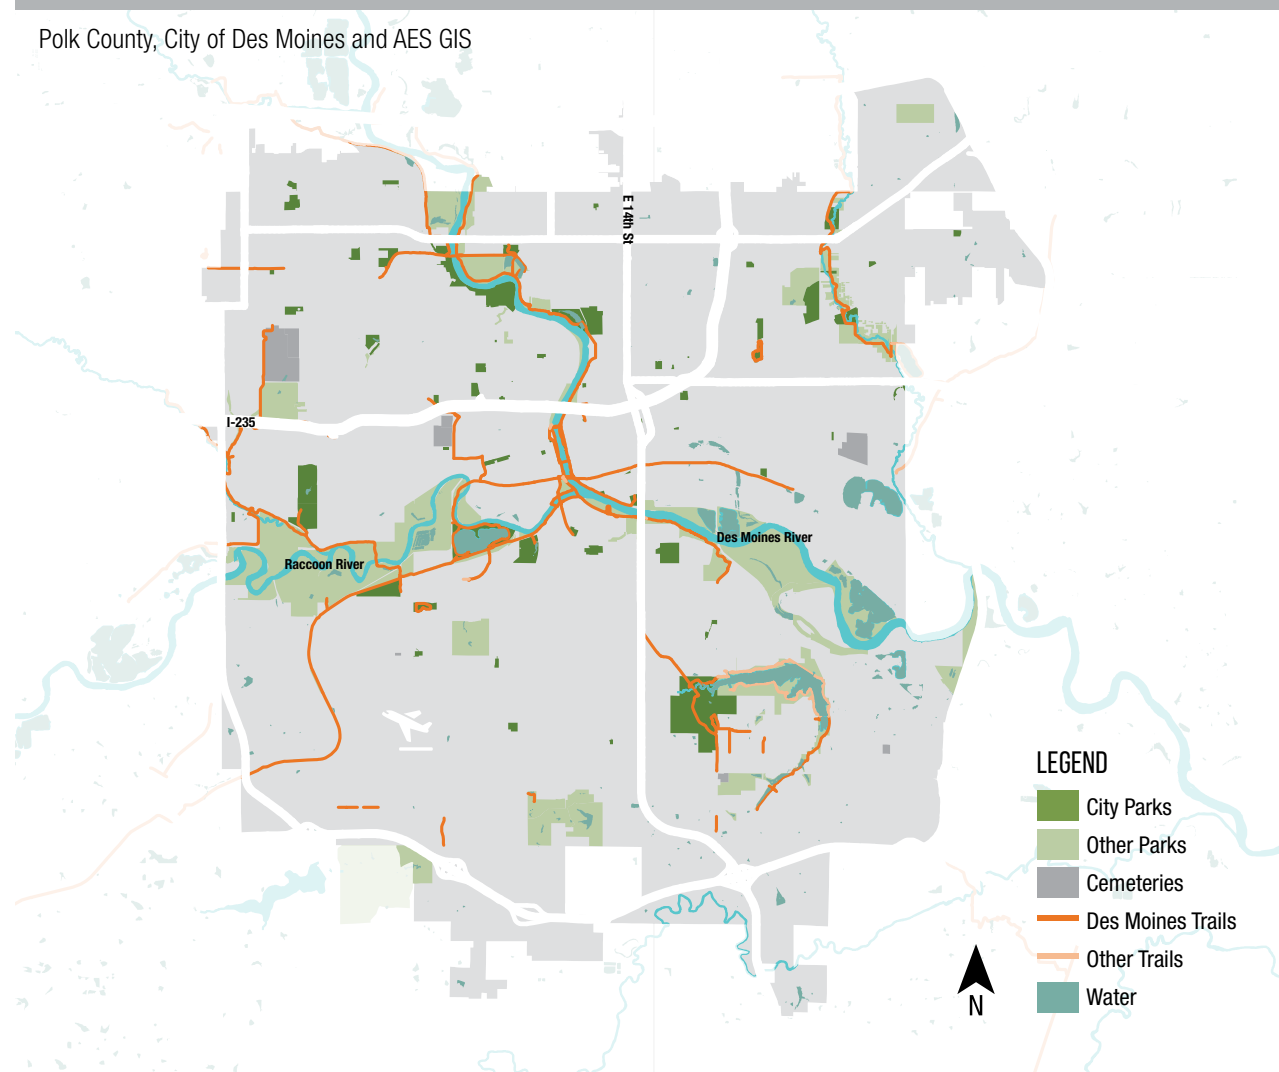 Polk County, City of Des Moines and AES GIS
E 14th St
I-235
Des Moines River
Raccoon River
LEGEND
City Parks
Other Parks
Cemeteries
Des Moines Trails
Other Trails
Water
N